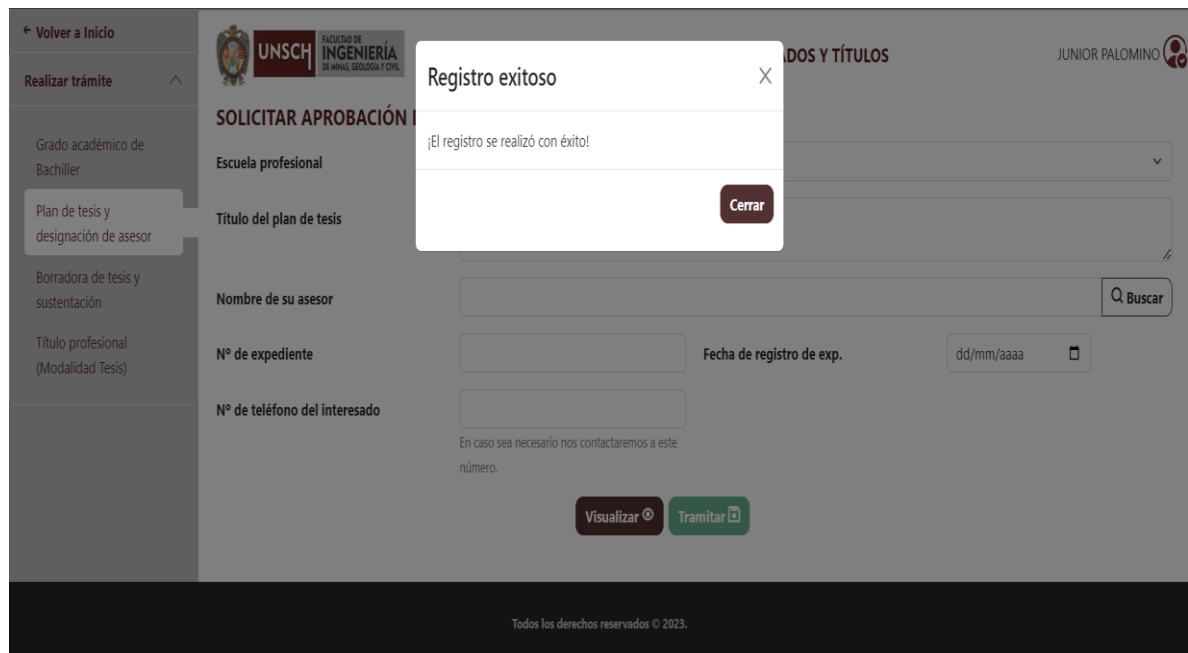 ← Volver a Inicio
Realizar trámite
Grado académico de
Bachiller
Plan de tesis y
designación de asesor
Borradora de tesis y
sustentación
Título profesional
(Modalidad Tesis)
UNSCH
FACULTAD DE
INGENIERÍA
DE MINAS, GEOLOGÍA Y CIVIL
DOS Y TÍTULOS
JUNIOR PALOMINO
SOLICITAR APROBACIÓN
Registro exitoso
X
¡El registro se realizó con éxito!
Cerrar
Escuela profesional
Título del plan de tesis
Nombre de su asesor
Buscar
Nº de expediente
Fecha de registro de exp.
dd/mm/aaaa
Nº de teléfono del interesado
En caso sea necesario nos contactaremos a este
número.
Visualizar
Tramitar
Todos los derechos reservados © 2023.